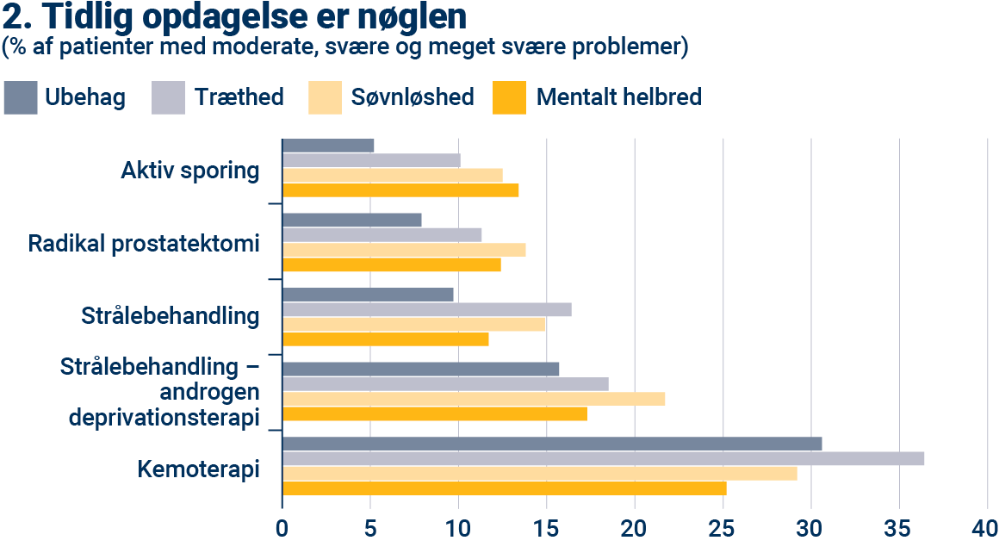 2. Tidlig opdagelse er nøglen
(% af patienter med moderate, svære og meget svære problemer)
Ubehag Træthed Søvnløshed Mentalt helbred
Aktiv sporing
Radikal prostatektomi
Strålebehandling
Strålebehandling –
androgen
deprivationsterapi
Kemoterapi
0 5 10 15 20 25 30 35 40